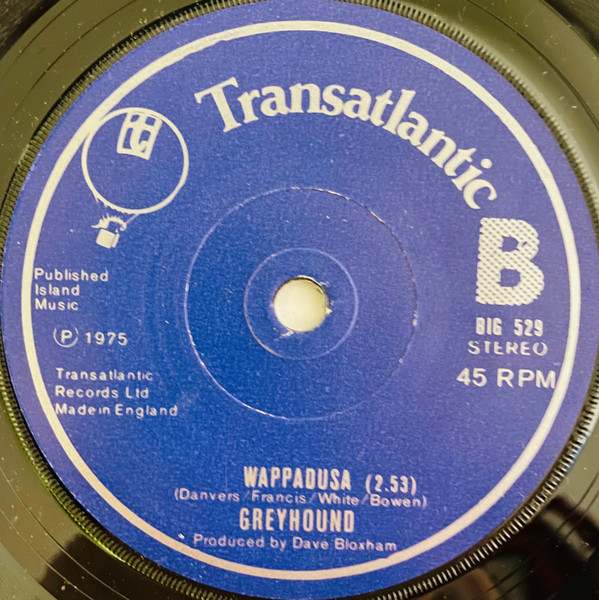 Transatlantic
B
BIG 529
STEREO
45 RPM
Published
Island
Music
Ⓟ 1975
Transatlantic
Records Ltd
Made in England
WAPPADUSA (2.53)
(Danvers/Francis/White/Bowen)
GREYHOUND
Produced by Dave Bloxham